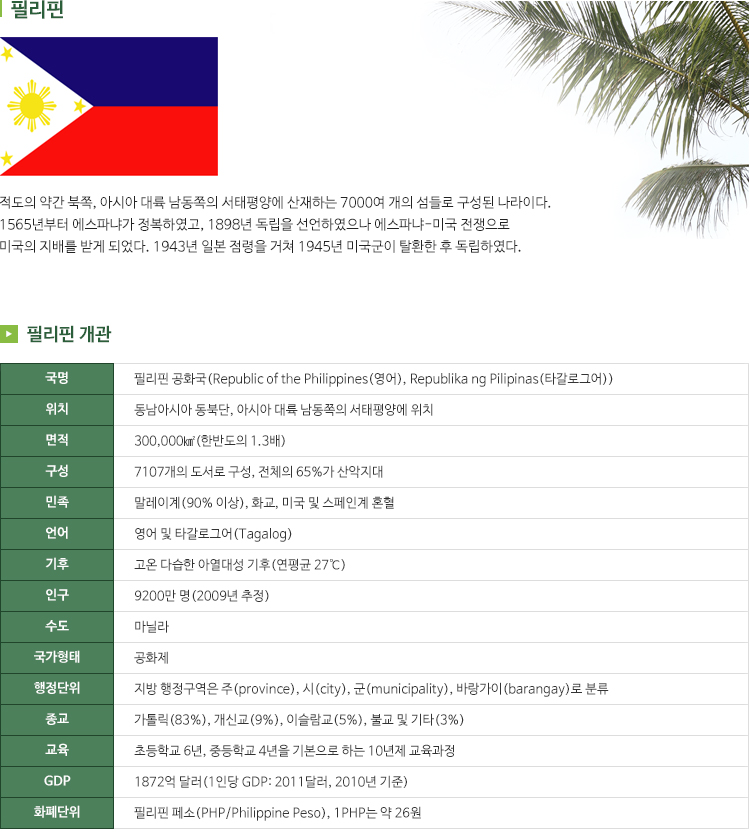 필리핀
적도의 약간 북쪽, 아시아 대륙 남동쪽의 서태평양에 산재하는 7000여 개의 섬들로 구성된 나라이다.
1565년부터 에스파냐가 정복하였고, 1898년 독립을 선언하였으나 에스파냐-미국 전쟁으로
미국의 지배를 받게 되었다. 1943년 일본 점령을 거쳐 1945년 미국군이 탈환한 후 독립하였다.
필리핀 개관
국명 필리핀 공화국(Republic of the Philippines(영어), Republika ng Pilipinas(타갈로그어))
위치 동남아시아 동북단, 아시아 대륙 남동쪽의 서태평양에 위치
면적 300,000㎢(한반도의 1.3배)
구성 7107개의 도서로 구성, 전체의 65%가 산악지대
민족 말레이계(90% 이상), 화교, 미국 및 스페인계 혼혈
언어 영어 및 타갈로그어(Tagalog)
기후 고온 다습한 아열대성 기후(연평균 27℃)
인구 9200만 명(2009년 추정)
수도 마닐라
국가형태 공화제
행정단위 지방 행정구역은 주(province), 시(city), 군(municipality), 바랑가이(barangay)로 분류
종교 가톨릭(83%), 개신교(9%), 이슬람교(5%), 불교 및 기타(3%)
교육 초등학교 6년, 중등학교 4년을 기본으로 하는 10년제 교육과정
GDP 1872억 달러(1인당 GDP: 2011달러, 2010년 기준)
화폐단위 필리핀 페소(PHP/Philippine Peso), 1PHP는 약 26원